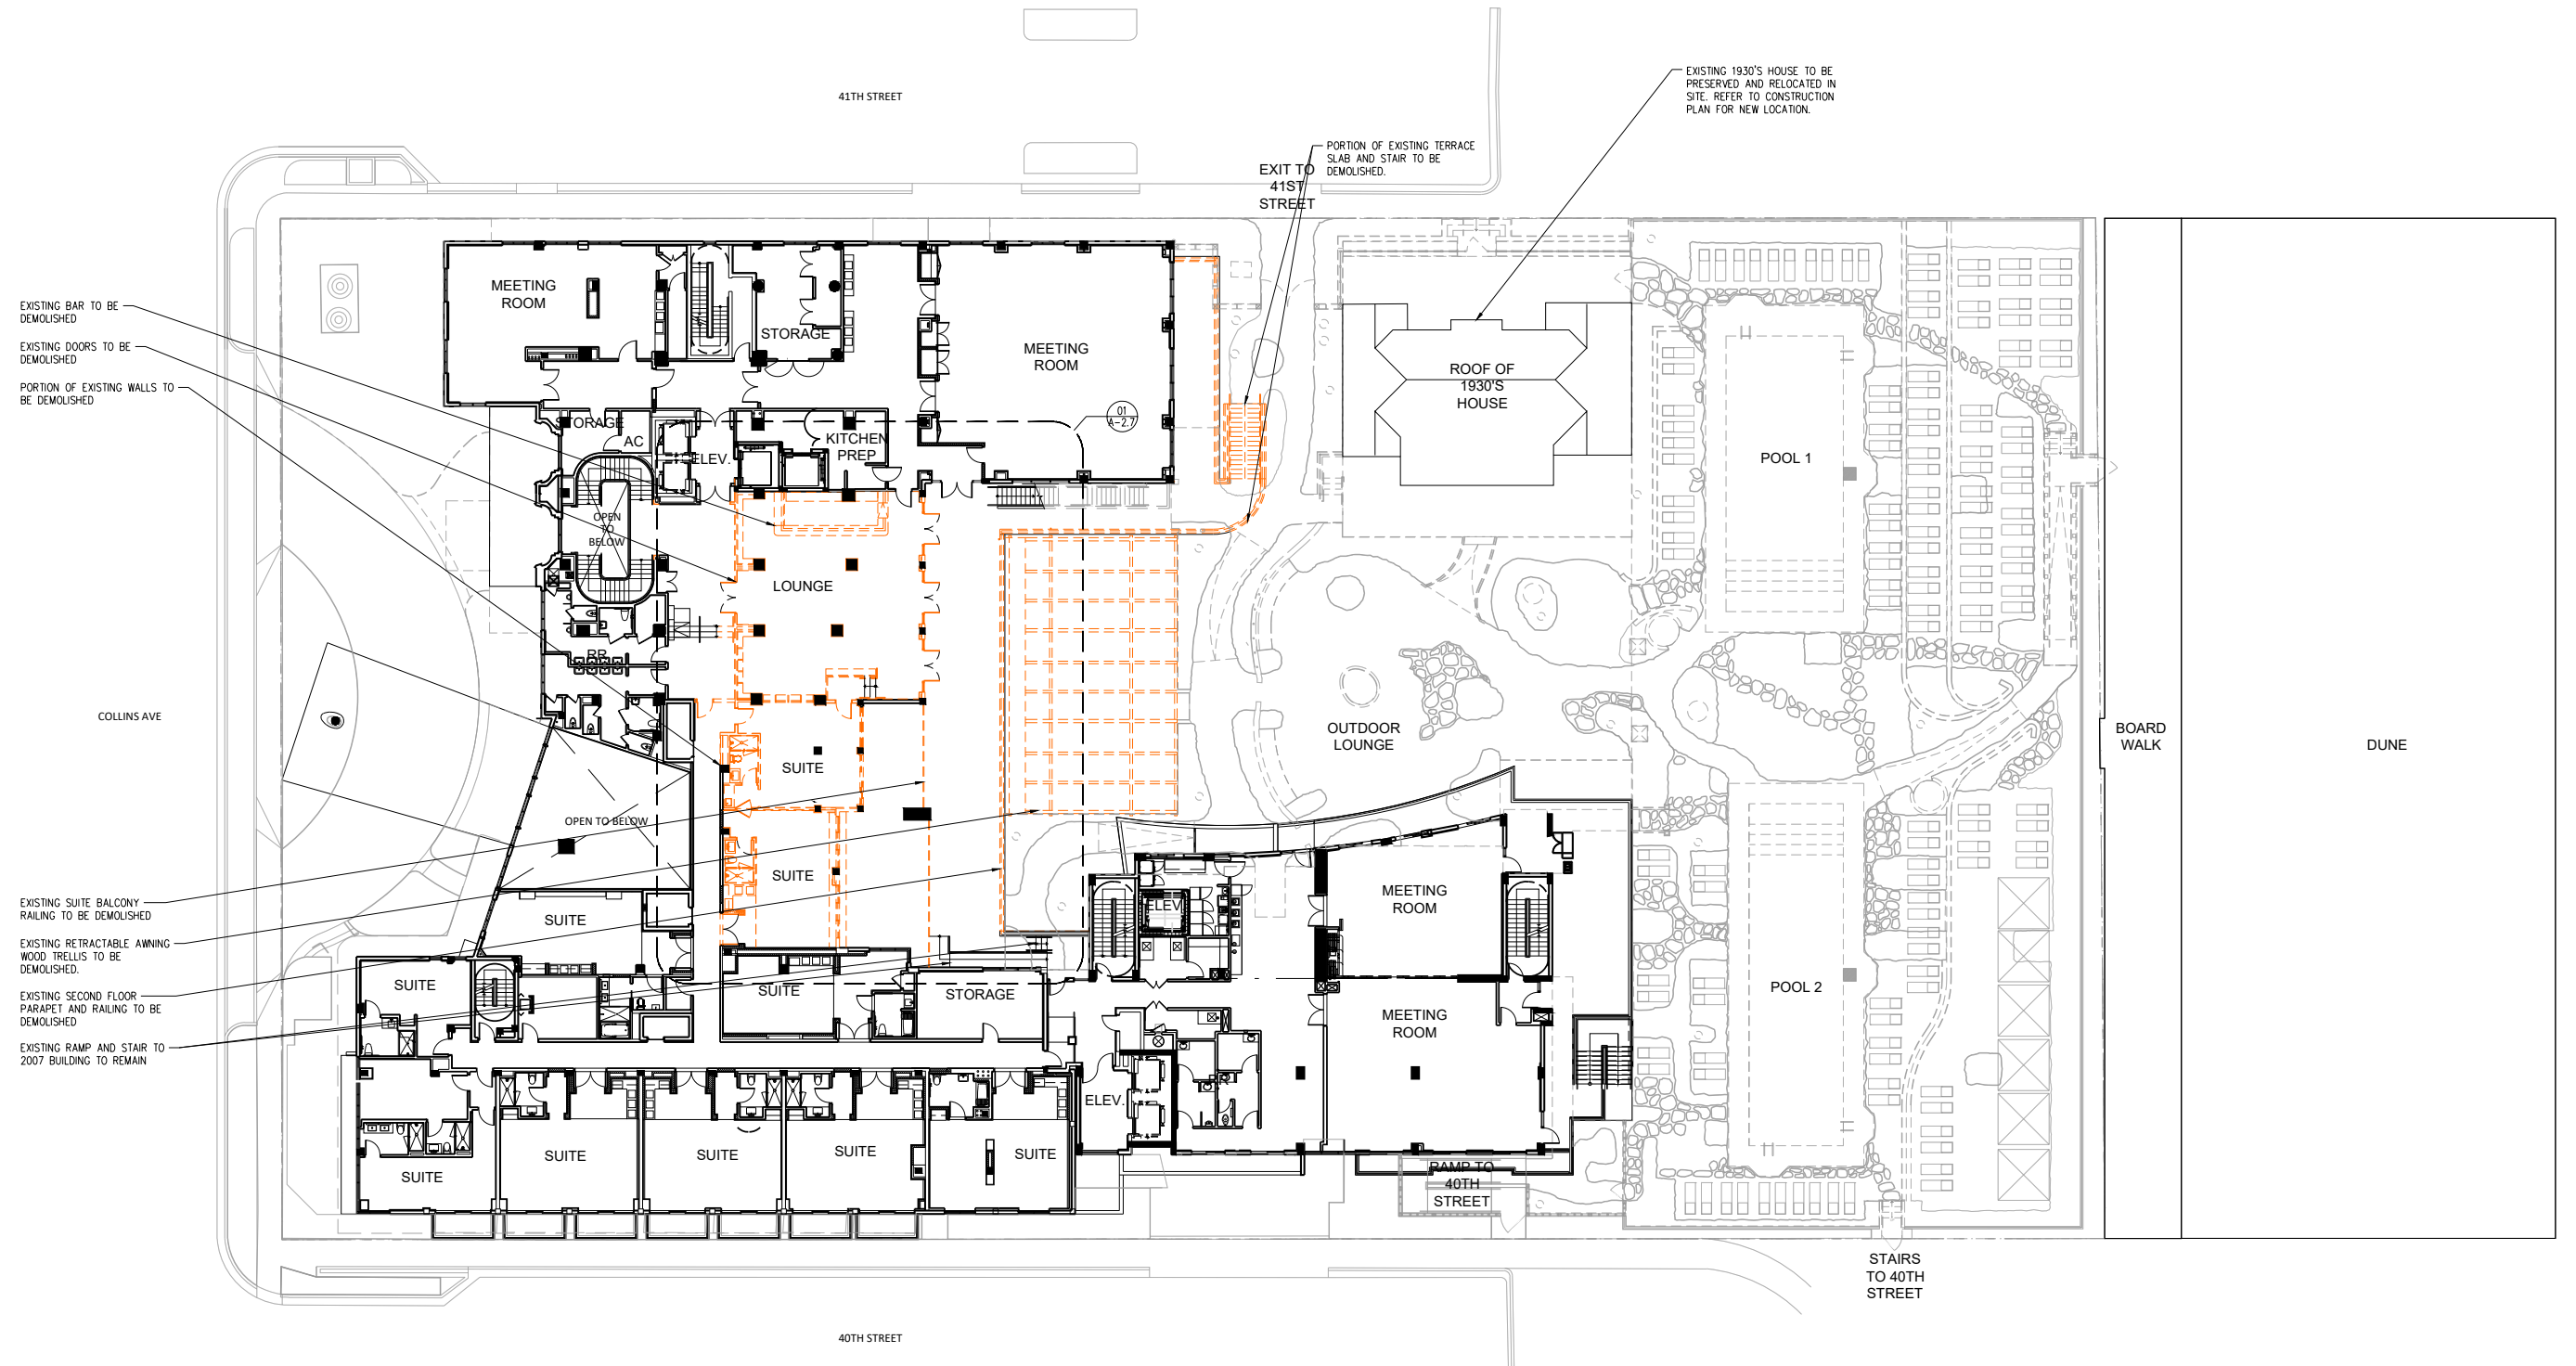 41TH STREET
EXISTING 1930'S HOUSE TO BE
PRESERVED AND RELOCATED IN
SITE. REFER TO CONSTRUCTION
PLAN FOR NEW LOCATION.
PORTION OF EXISTING TERRACE
SLAB AND STAIR TO BE
DEMOLISHED.
EXIT TO
41ST
STREET
EXISTING BAR TO BE
DEMOLISHED
EXISTING DOORS TO BE
DEMOLISHED
PORTION OF EXISTING WALLS TO
BE DEMOLISHED
MEETING
ROOM
STORAGE
MEETING
ROOM
ROOF OF
1930'S
HOUSE
01
A-2.7
STORAGE
AC
ELEV.
KITCHEN
PREP
POOL 1
OPEN
TO
BELOW
LOUNGE
RR
COLLINS AVE
SUITE
OUTDOOR
LOUNGE
BOARD
WALK
DUNE
OPEN TO BELOW
SUITE
MEETING
ROOM
ELEV.
SUITE
EXISTING SUITE BALCONY
RAILING TO BE DEMOLISHED
EXISTING RETRACTABLE AWNING
WOOD TRELLIS TO BE
DEMOLISHED.
EXISTING SECOND FLOOR
PARAPET AND RAILING TO BE
DEMOLISHED
EXISTING RAMP AND STAIR TO
2007 BUILDING TO REMAIN
SUITE
SUITE
STORAGE
POOL 2
MEETING
ROOM
ELEV.
SUITE
SUITE
SUITE
SUITE
SUITE
RAMP TO
40TH
STREET
STAIRS
TO 40TH
STREET
40TH STREET